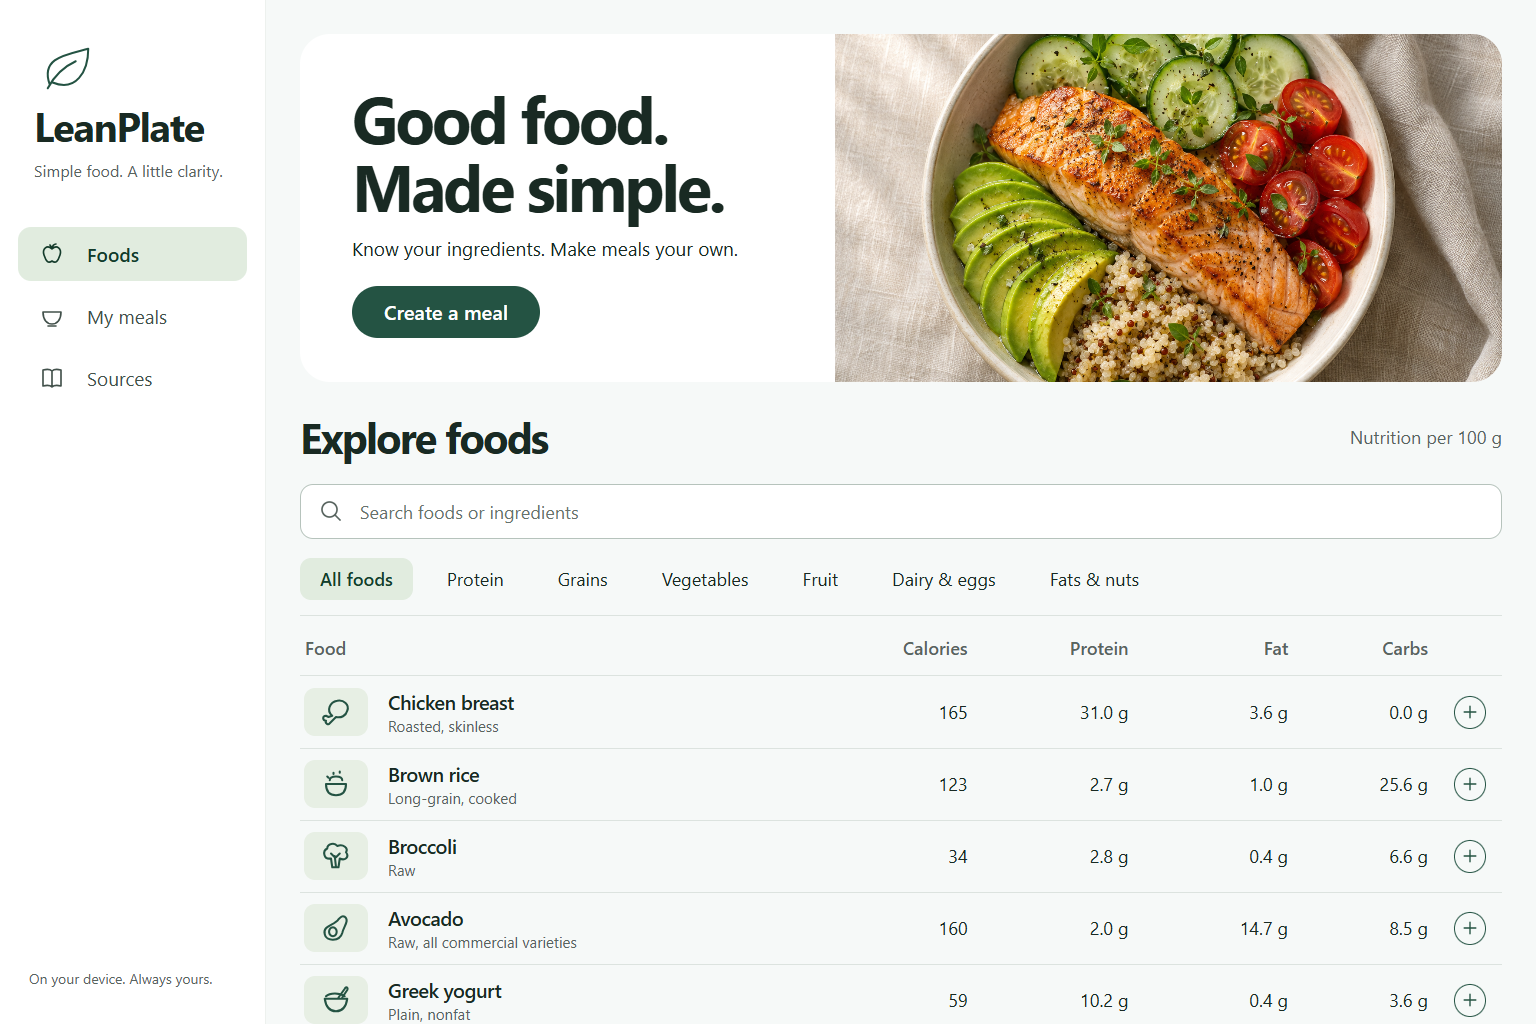 LeanPlate
Simple food. A little clarity.
Foods
My meals
Sources
On your device. Always yours.
Good food.
Made simple.
Know your ingredients. Make meals your own.
Create a meal
Explore foods
Nutrition per 100 g
Search foods or ingredients
All foods Protein Grains Vegetables Fruit Dairy & eggs Fats & nuts
Food Calories Protein Fat Carbs
Chicken breast
Roasted, skinless
165 31.0 g 3.6 g 0.0 g
Brown rice
Long-grain, cooked
123 2.7 g 1.0 g 25.6 g
Broccoli
Raw
34 2.8 g 0.4 g 6.6 g
Avocado
Raw, all commercial varieties
160 2.0 g 14.7 g 8.5 g
Greek yogurt
Plain, nonfat
59 10.2 g 0.4 g 3.6 g